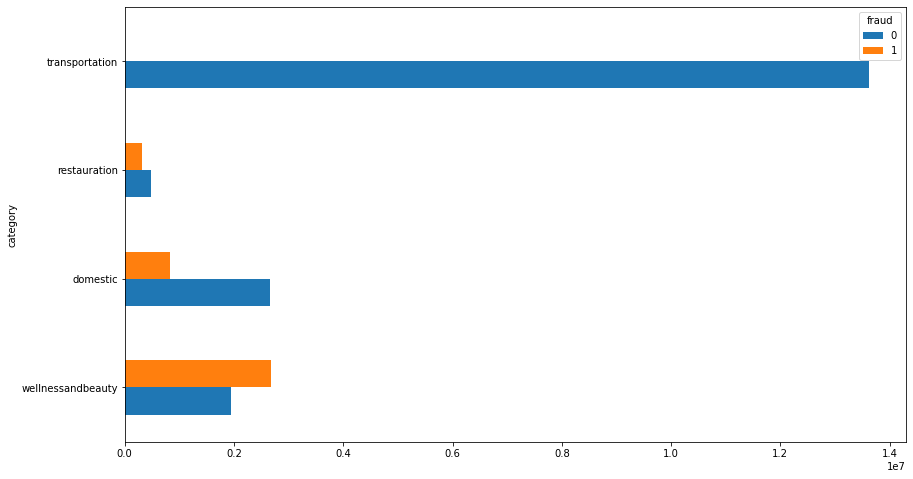 fraud
0
1
transportation
restauration
domestic
wellnessandbeauty
category
0.0 0.2 0.4 0.6 0.8 1.0 1.2 1.4
1e7